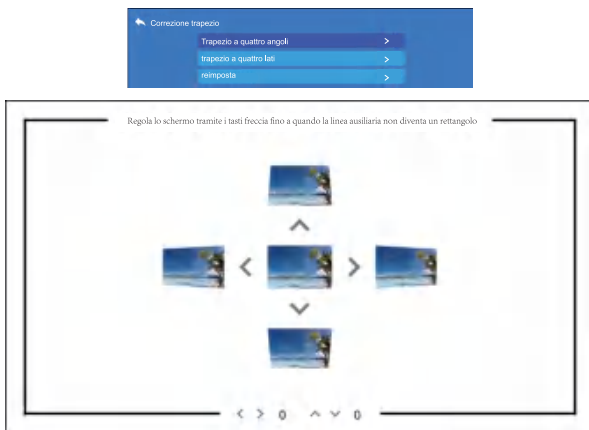 Correzione trapezio
Trapezio a quattro angoli >
trapezio a quattro lati >
reimposta >
Regola lo schermo tramite i tasti freccia fino a quando la linea ausiliaria non diventa un rettangolo
0 0